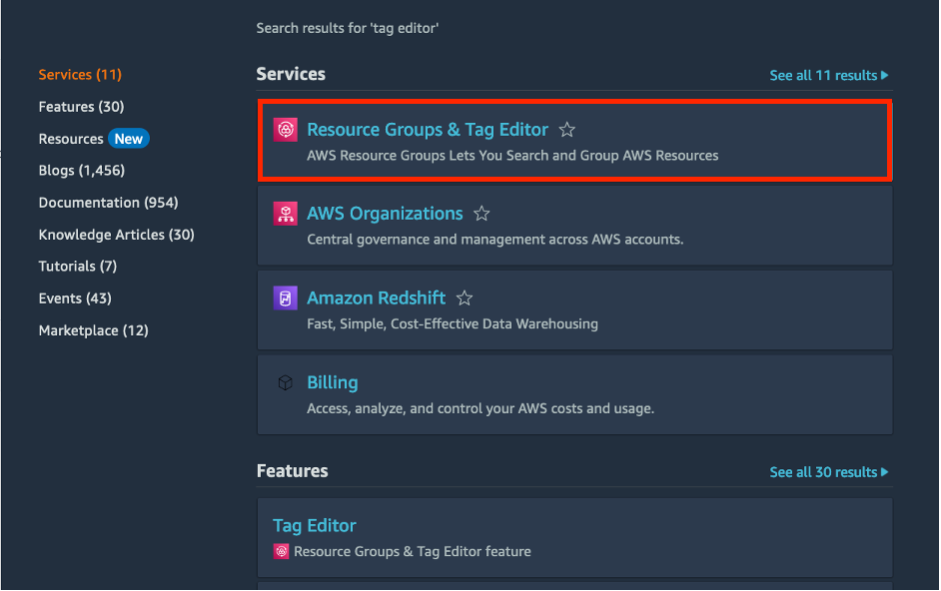 Search results for 'tag editor'
Services (11)
Features (30)
Resources New
Blogs (1,456)
Documentation (954)
Knowledge Articles (30)
Tutorials (7)
Events (43)
Marketplace (12)
Services
See all 11 results
Resource Groups & Tag Editor
AWS Resource Groups Lets You Search and Group AWS Resources
AWS Organizations
Central governance and management across AWS accounts.
Amazon Redshift
Fast, Simple, Cost-Effective Data Warehousing
Billing
Access, analyze, and control your AWS costs and usage.
Features
See all 30 results
Tag Editor
Resource Groups & Tag Editor feature